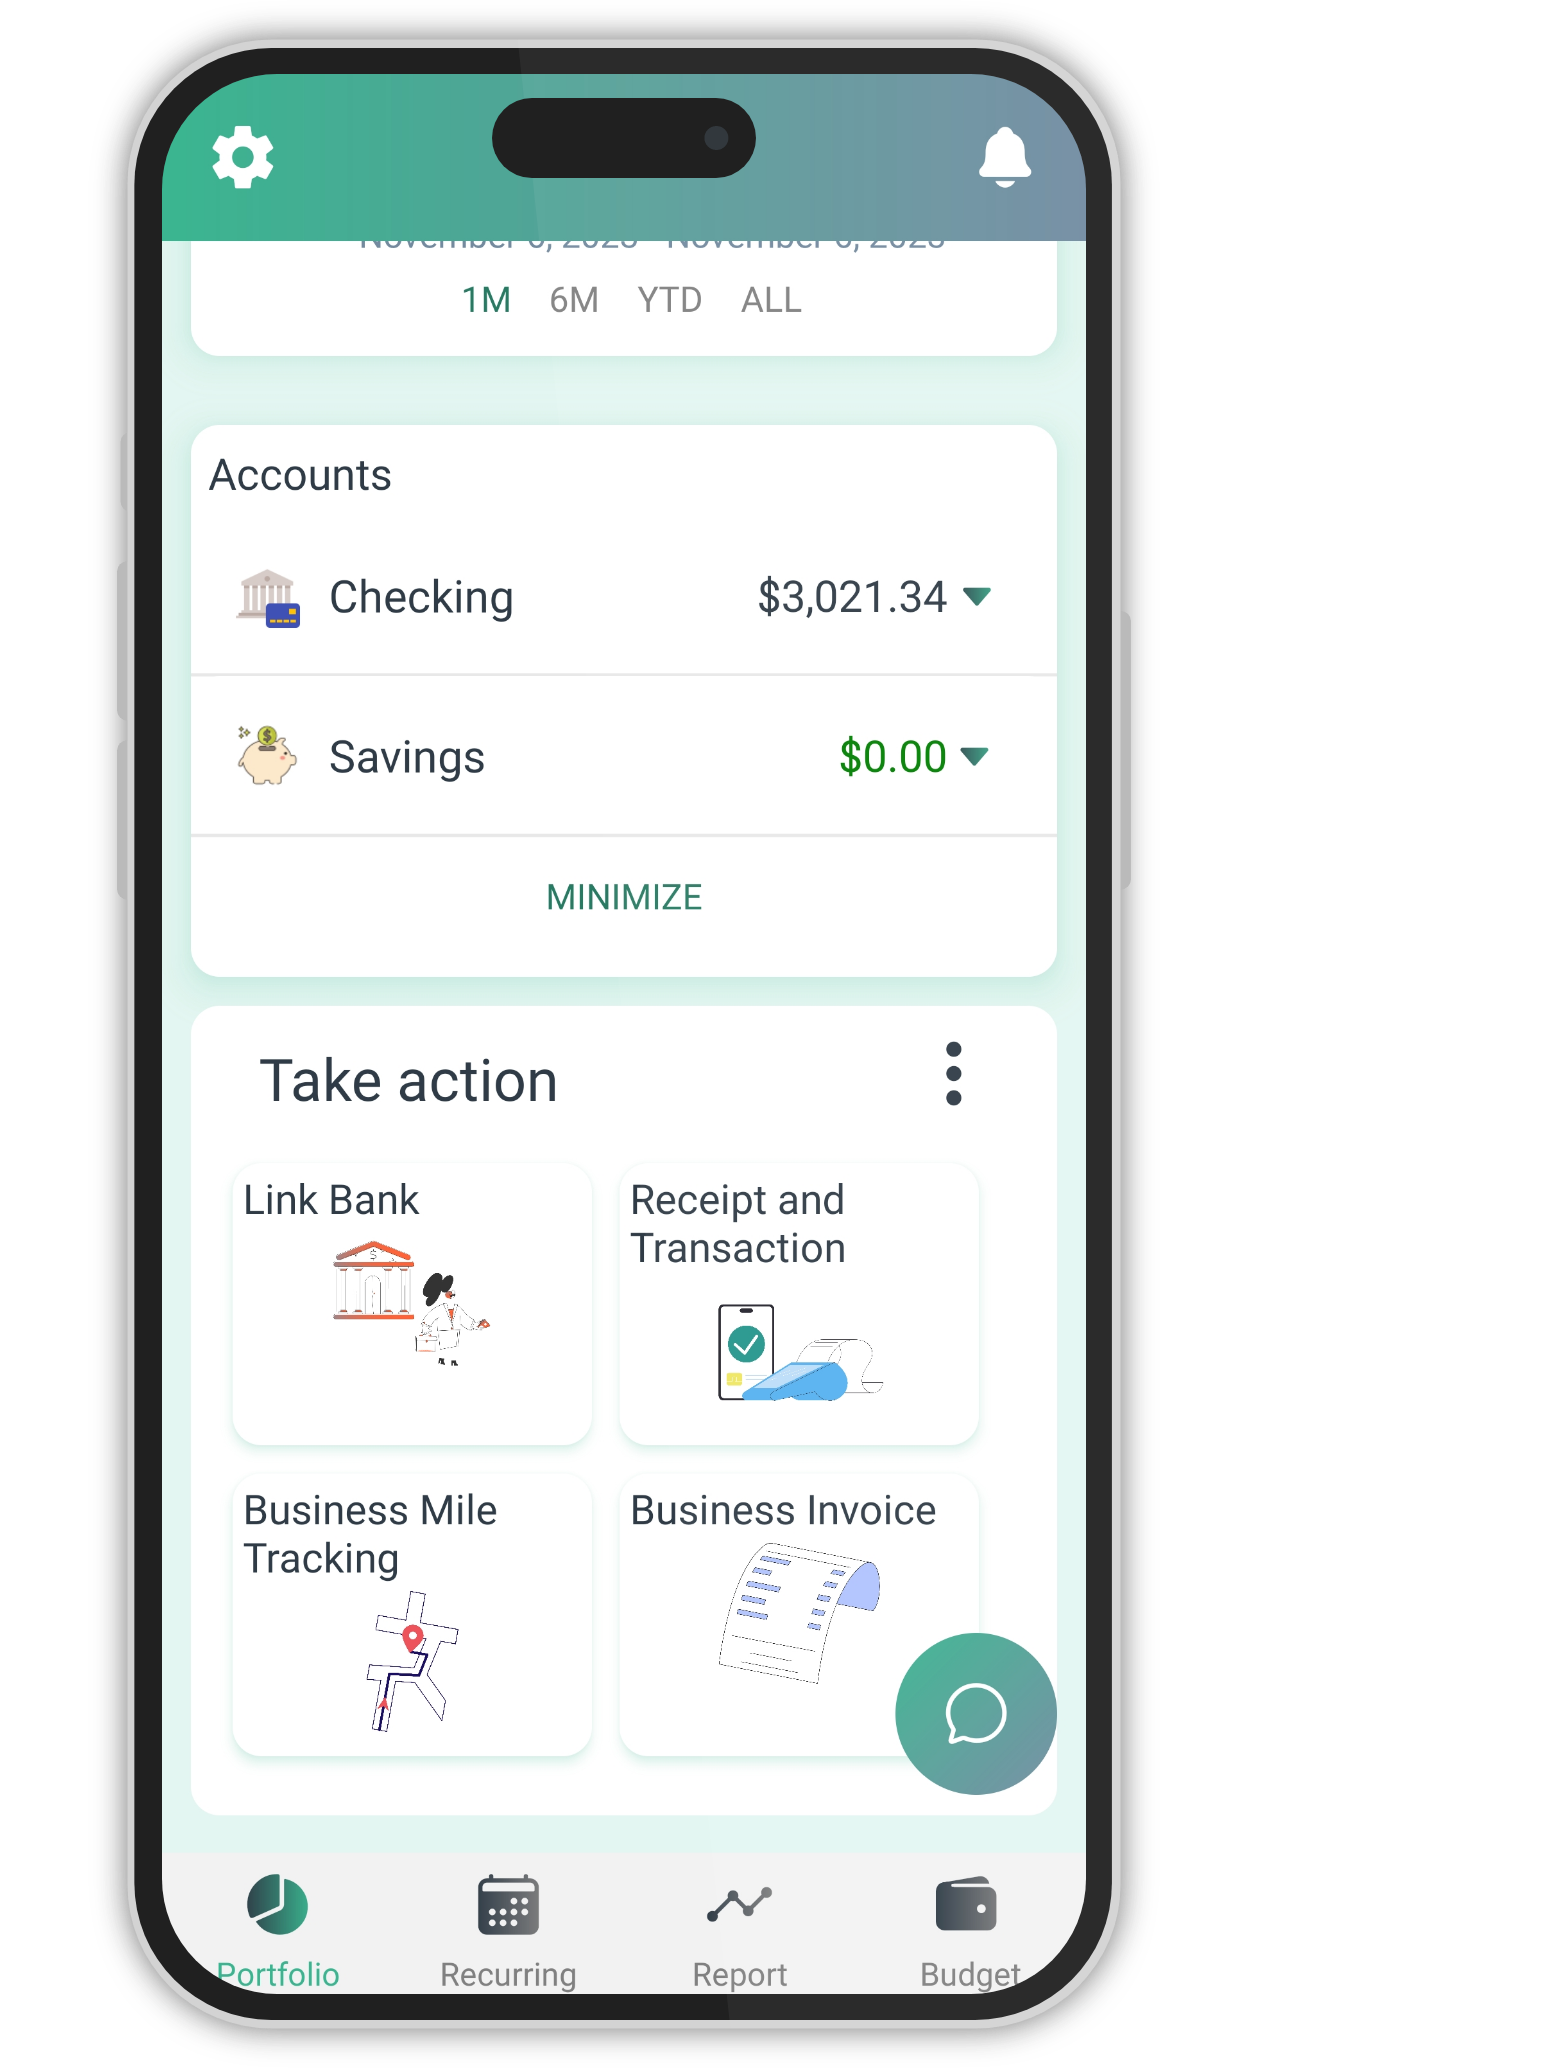 1M 6M YTD ALL
Accounts
Checking $3,021.34
Savings $0.00
MINIMIZE
Take action
Link Bank
Receipt and
Transaction
Business Mile
Tracking
Business Invoice
Portfolio Recurring Report Budget